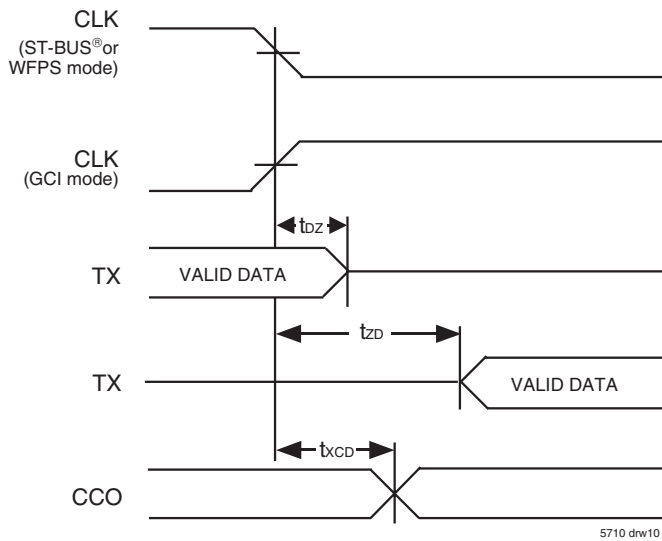 CLK
(ST-BUS®or
WFPS mode)
CLK
(GCI mode)
tDZ
TX
VALID DATA
tZD
TX
VALID DATA
tXCD
CCO
5710 drw10